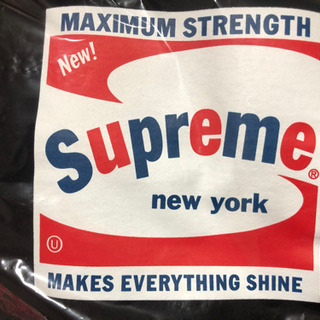 MAXIMUM STRENGTH
New!
Supreme®
new york
U
MAKES EVERYTHING SHINE